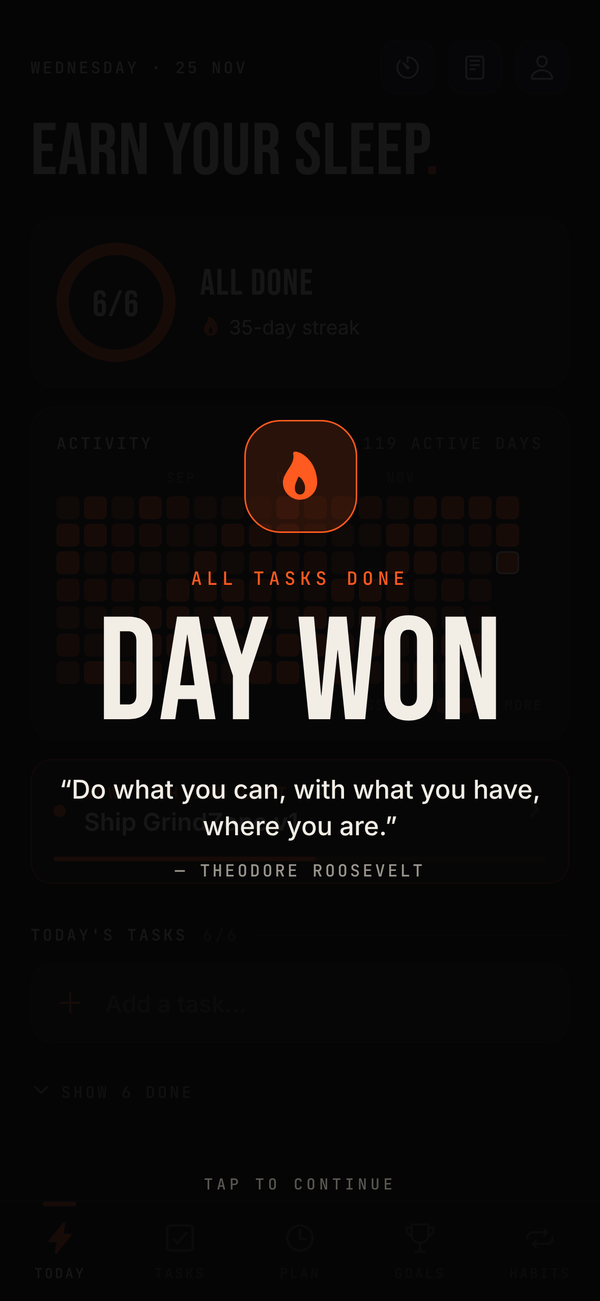 WEDNESDAY · 25 NOV
EARN YOUR SLEEP.
6/6
ALL DONE
35-day streak
ACTIVITY
119 ACTIVE DAYS
SEP
NOV
ALL TASKS DONE
DAY WON
MORE
“Do what you can, with what you have,
where you are.”
Ship
— THEODORE ROOSEVELT
TODAY'S TASKS 6/6
Add a task...
SHOW 6 DONE
TAP TO CONTINUE
TODAY
TASKS
PLAN
GOALS
HABITS